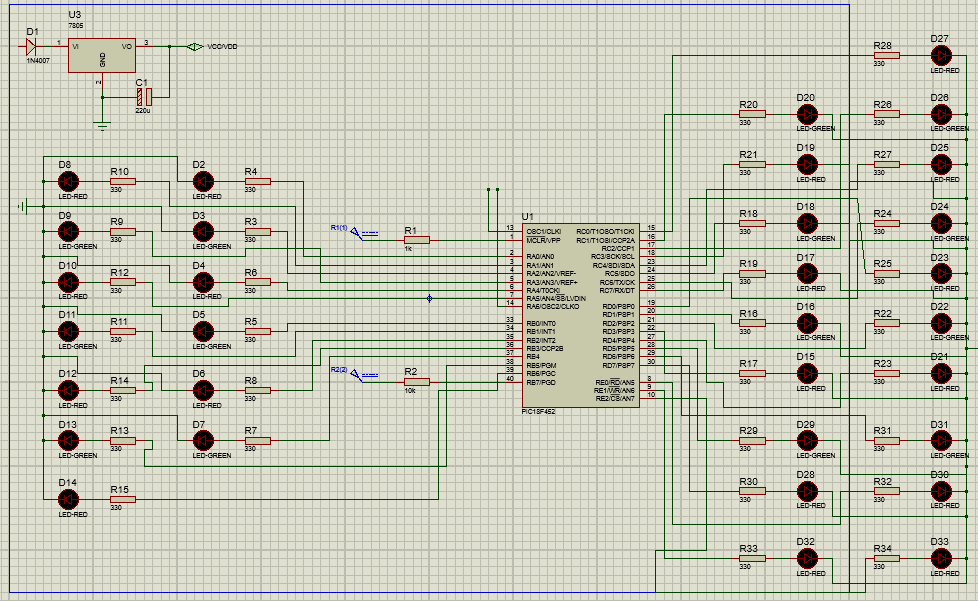 U3
7805
D1
1N4007
1 VI VO 3
GND
2
VCC/VDD
C1
220u
D8 R10 D2 R4
LED-RED 330 LED-RED 330
D9 R9 D3 R3
LED-GREEN 330 LED-GREEN 330
D10 R12 D4 R6
LED-RED 330 LED-RED 330
D11 R11 D5 R5
LED-GREEN 330 LED-GREEN 330
D12 R14 D6 R8
LED-RED 330 LED-RED 330
D13 R13 D7 R7
LED-GREEN 330 LED-GREEN 330
D14 R15
LED-RED 330
R1(1)
R1
1k
R2(2)
R2
10k
U1
13 OSC1/CLKI
1 MCLR/VPP
2 RA0/AN0
3 RA1/AN1
4 RA2/AN2/VREF-
5 RA3/AN3/VREF+
6 RA4/T0CKI
7 RA5/AN4/SS/LVDIN
14 RA6/OSC2/CLKO
33 RB0/INT0
34 RB1/INT1
35 RB2/INT2
36 RB3/CCP2B
37 RB4
38 RB5/PGM
39 RB6/PGC
40 RB7/PGD
RC0/T1OSO/T1CKI 15
RC1/T1OSI/CCP2A 16
RC2/CCP1 17
RC3/SCK/SCL 18
RC4/SDI/SDA 23
RC5/SDO 24
RC6/TX/CK 25
RC7/RX/DT 26
RD0/PSP0 19
RD1/PSP1 20
RD2/PSP2 21
RD3/PSP3 22
RD4/PSP4 27
RD5/PSP5 28
RD6/PSP6 29
RD7/PSP7 30
RE0/RD/AN5 8
RE1/WR/AN6 9
RE2/CS/AN7 10
PIC18F452
R28 D27
330 LED-RED
R20 D20 R26 D26
330 LED-GREEN 330 LED-GREEN
R21 D19 R27 D25
330 LED-RED 330 LED-RED
R18 D18 R24 D24
330 LED-GREEN 330 LED-GREEN
R19 D17 R25 D23
330 LED-RED 330 LED-RED
R16 D16 R22 D22
330 LED-GREEN 330 LED-GREEN
R17 D15 R23 D21
330 LED-RED 330 LED-RED
R29 D29 R31 D31
330 LED-GREEN 330 LED-GREEN
R30 D28 R32 D30
330 LED-RED 330 LED-RED
R33 D32 R34 D33
330 LED-RED 330 LED-RED